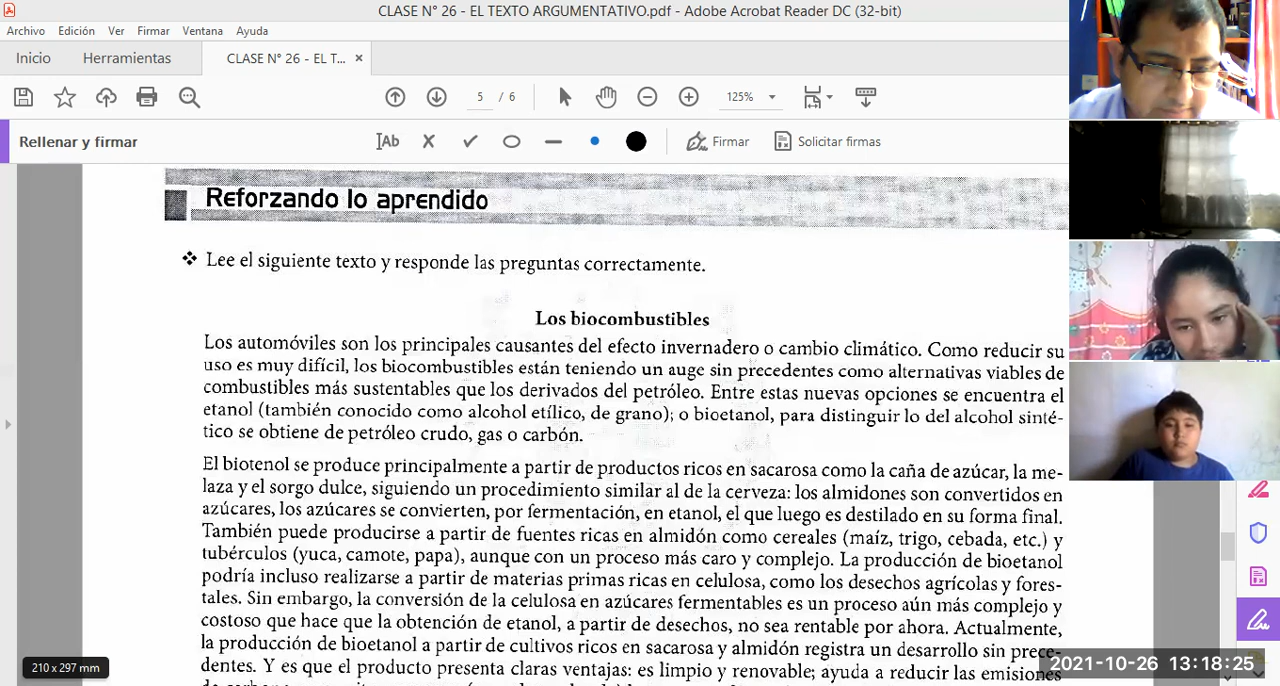 CLASE N° 26 - EL TEXTO ARGUMENTATIVO.pdf - Adobe Acrobat Reader DC (32-bit)
Archivo Edición Ver Firmar Ventana Ayuda
Inicio Herramientas CLASE N° 26 - EL T... ×
5 / 6 125%
Rellenar y firmar Ab Firmar Solicitar firmas
Reforzando lo aprendido
❖ Lee el siguiente texto y responde las preguntas correctamente.
Los biocombustibles
Los automóviles son los principales causantes del efecto invernadero o cambio climático. Como reducir su
uso es muy difícil, los biocombustibles están teniendo un auge sin precedentes como alternativas viables de
combustibles más sustentables que los derivados del petróleo. Entre estas nuevas opciones se encuentra el
etanol (también conocido como alcohol etílico, de grano); o bioetanol, para distinguir lo del alcohol sinté-
tico se obtiene de petróleo crudo, gas o carbón.
El biotenol se produce principalmente a partir de productos ricos en sacarosa como la caña de azúcar, la me-
laza y el sorgo dulce, siguiendo un procedimiento similar al de la cerveza: los almidones son convertidos en
azúcares, los azúcares se convierten, por fermentación, en etanol, el que luego es destilado en su forma final.
También puede producirse a partir de fuentes ricas en almidón como cereales (maíz, trigo, cebada, etc.) y
tubérculos (yuca, camote, papa), aunque con un proceso más caro y complejo. La producción de bioetanol
podría incluso realizarse a partir de materias primas ricas en celulosa, como los desechos agrícolas y fores-
tales. Sin embargo, la conversión de la celulosa en azúcares fermentables es un proceso aún más complejo y
costoso que hace que la obtención de etanol, a partir de desechos, no sea rentable por ahora. Actualmente,
la producción de bioetanol a partir de cultivos ricos en sacarosa y almidón registra un desarrollo sin prece-
dentes. Y es que el producto presenta claras ventajas: es limpio y renovable; ayuda a reducir las emisiones
210 x 297 mm
2021-10-26 13:18:25